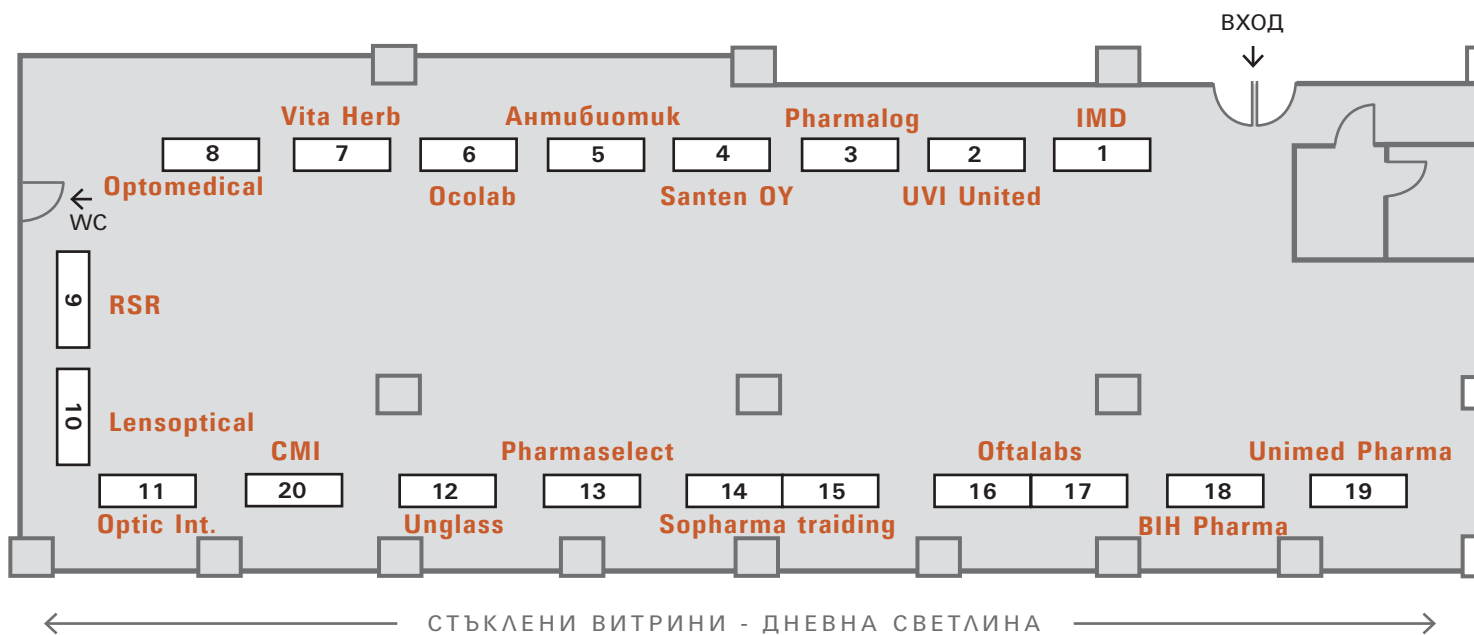 ВХОД
Vita Herb
Антибиотик
Pharmalog
IMD
8
7
6
5
4
3
2
1
Optomedical
Ocolab
Santen OY
UVI United
WC
9
RSR
10
Lensoptical
CMI
Pharmaselect
Oftalabs
Unimed Pharma
11
20
12
13
14
15
16
17
18
19
Optic Int.
Unglass
Sopharma traiding
BIH Pharma
СТЪКЛЕНИ ВИТРИНИ - ДНЕВНА СВЕТЛИНА